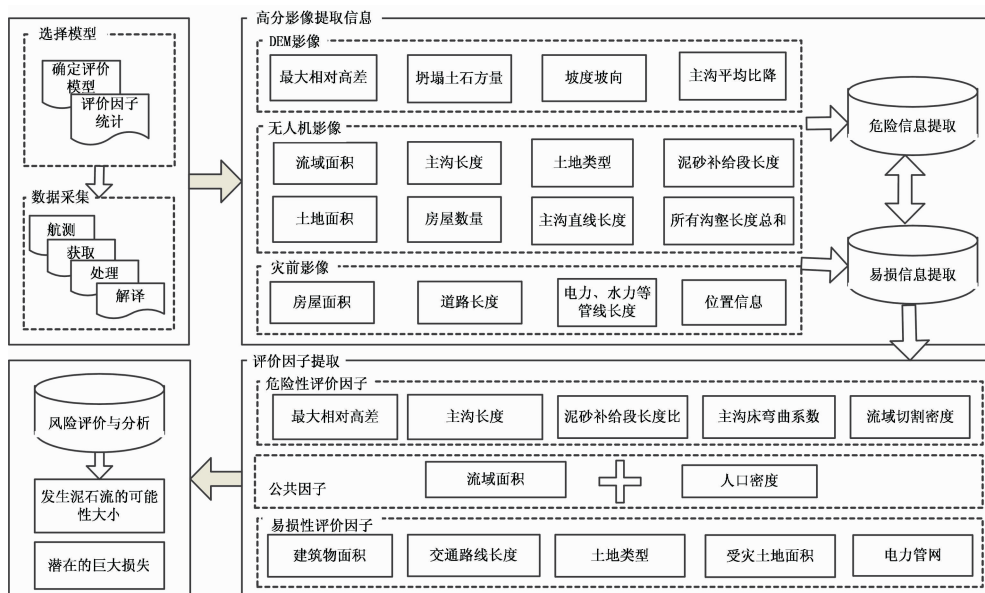 选择模型
确定评价
模型
评价因子
统计
数据采集
航测
获取
处理
解译
高分影像提取信息
DEM影像
最大相对高差
坍塌土石方量
坡度坡向
主沟平均比降
无人机影像
流域面积
主沟长度
土地类型
泥砂补给段长度
土地面积
房屋数量
主沟直线长度
所有沟壑长度总和
灾前影像
房屋面积
道路长度
电力、水力等
管线长度
位置信息
危险信息提取
易损信息提取
评价因子提取
危险性评价因子
最大相对高差
主沟长度
泥砂补给段长度比
主沟床弯曲系数
流域切割密度
公共因子
流域面积
人口密度
易损性评价因子
建筑物面积
交通路线长度
土地类型
受灾土地面积
电力管网
风险评价与分析
发生泥石流的可能
性大小
潜在的巨大损失